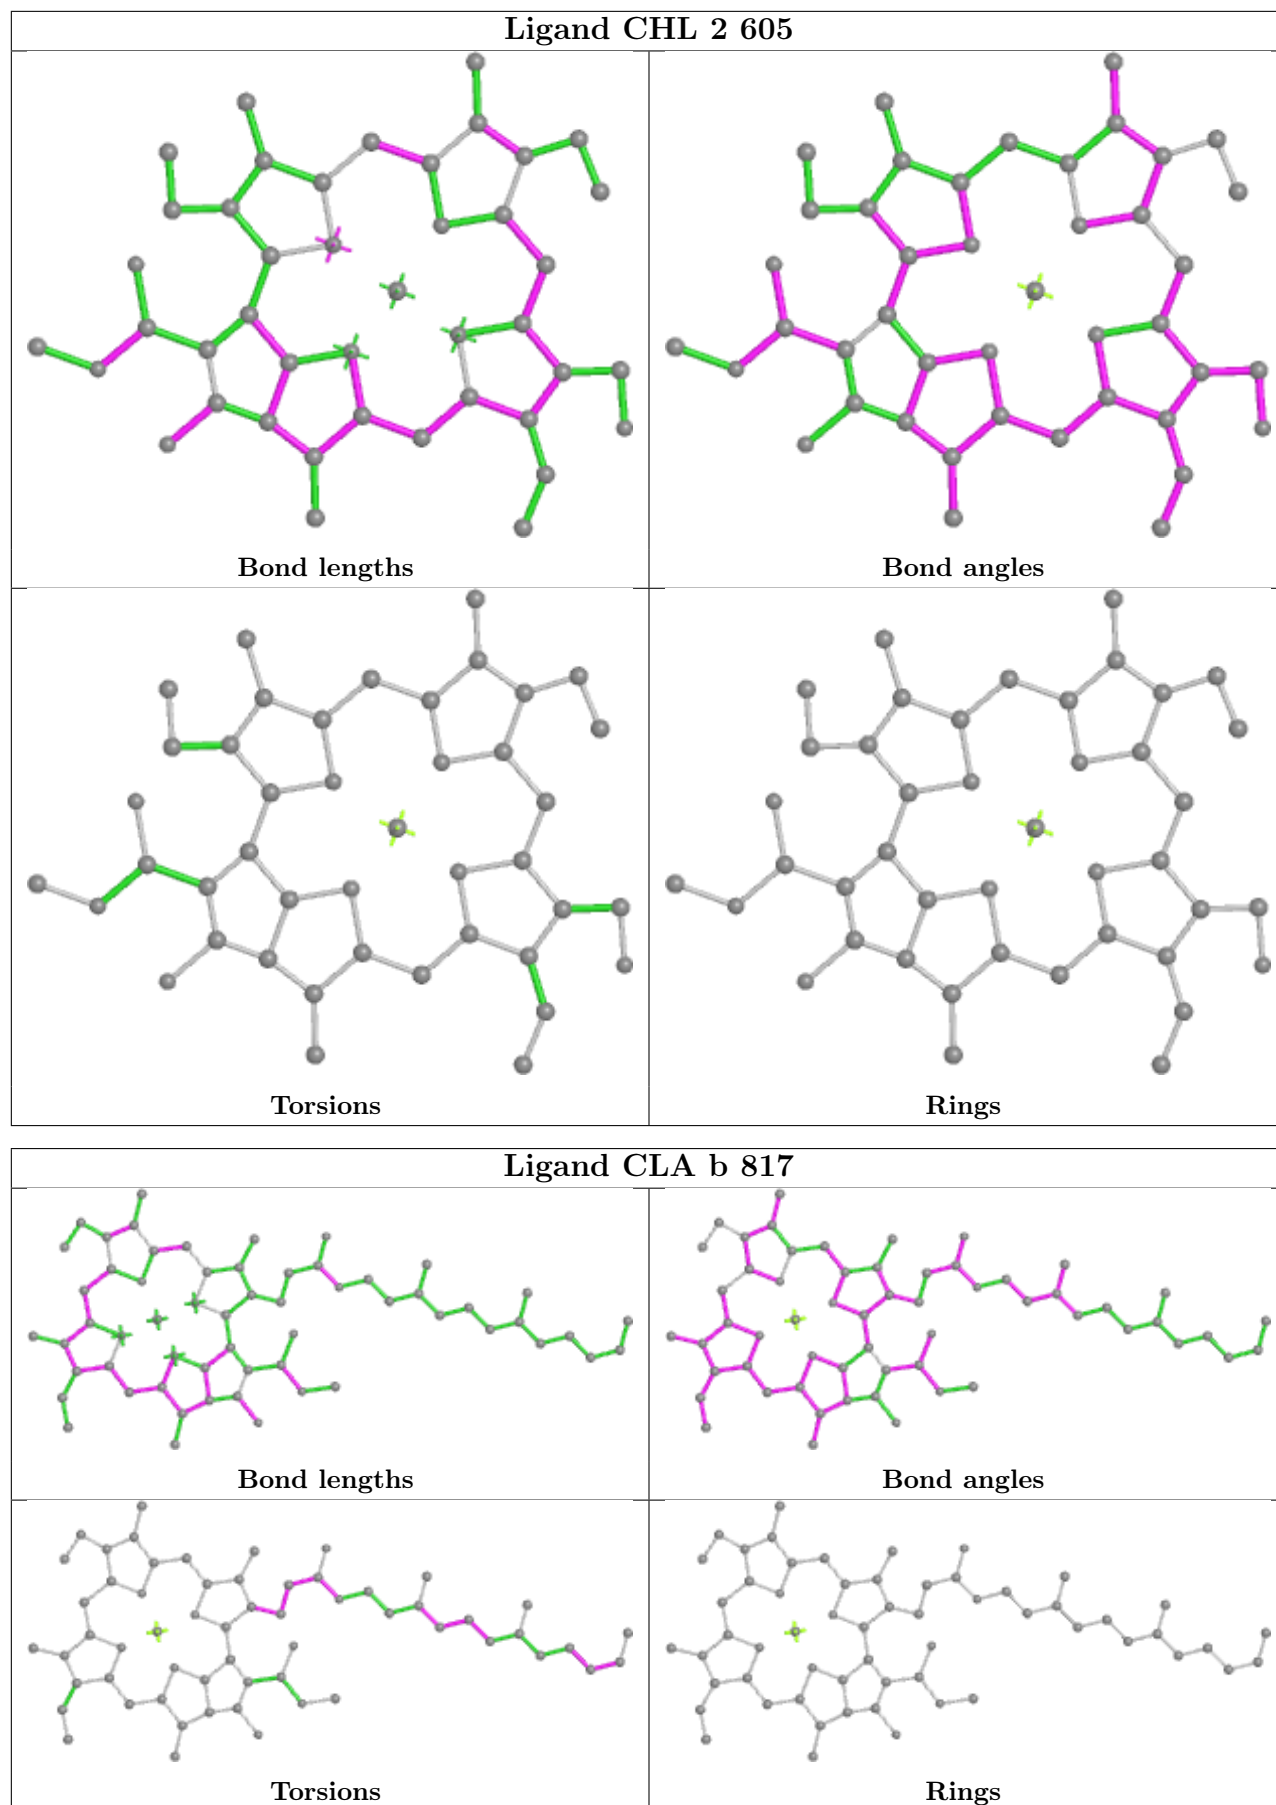 Ligand CHL 2 605
Bond lengths
Bond angles
Torsions
Rings
Ligand CLA b 817
Bond lengths
Bond angles
Torsions
Rings